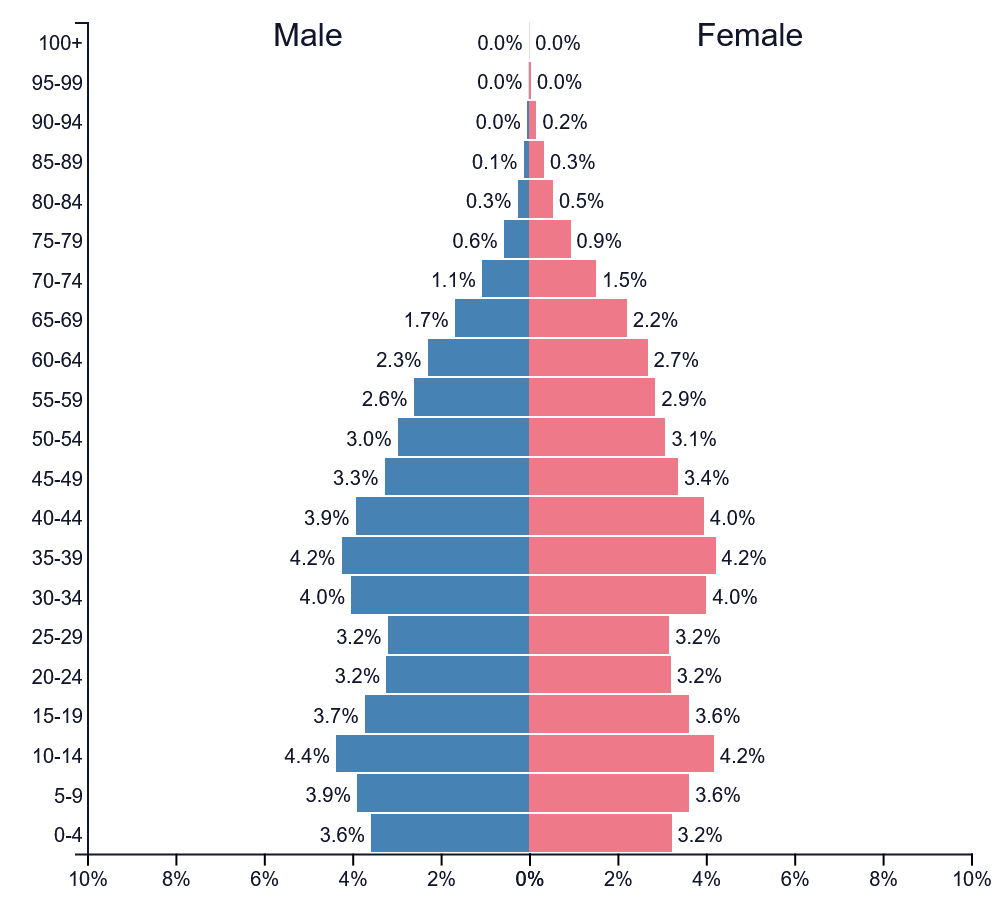 Male Female
100+ 0.0% 0.0%
95-99 0.0% 0.0%
90-94 0.0% 0.2%
85-89 0.1% 0.3%
80-84 0.3% 0.5%
75-79 0.6% 0.9%
70-74 1.1% 1.5%
65-69 1.7% 2.2%
60-64 2.3% 2.7%
55-59 2.6% 2.9%
50-54 3.0% 3.1%
45-49 3.3% 3.4%
40-44 3.9% 4.0%
35-39 4.2% 4.2%
30-34 4.0% 4.0%
25-29 3.2% 3.2%
20-24 3.2% 3.2%
15-19 3.7% 3.6%
10-14 4.4% 4.2%
5-9 3.9% 3.6%
0-4 3.6% 3.2%
10% 8% 6% 4% 2% 0% 2% 4% 6% 8% 10%